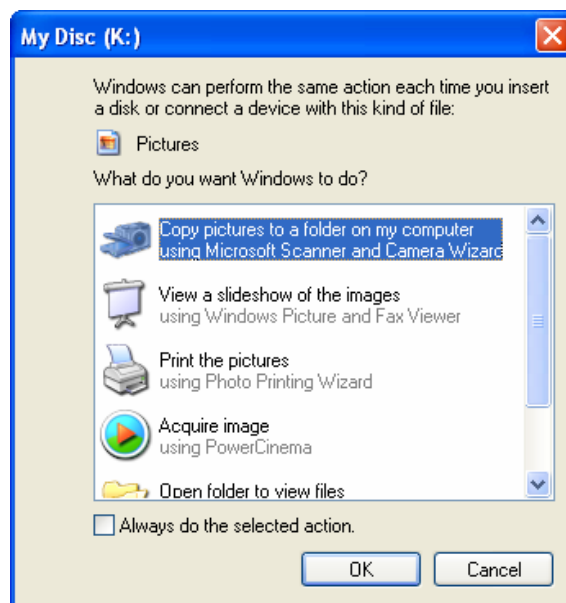 My Disc (K:)
Windows can perform the same action each time you insert
a disk or connect a device with this kind of file:
Pictures
What do you want Windows to do?
Copy pictures to a folder on my computer
using Microsoft Scanner and Camera Wizard
View a slideshow of the images
using Windows Picture and Fax Viewer
Print the pictures
using Photo Printing Wizard
Acquire image
using PowerCinema
Open folder to view files
Always do the selected action.
OK
Cancel